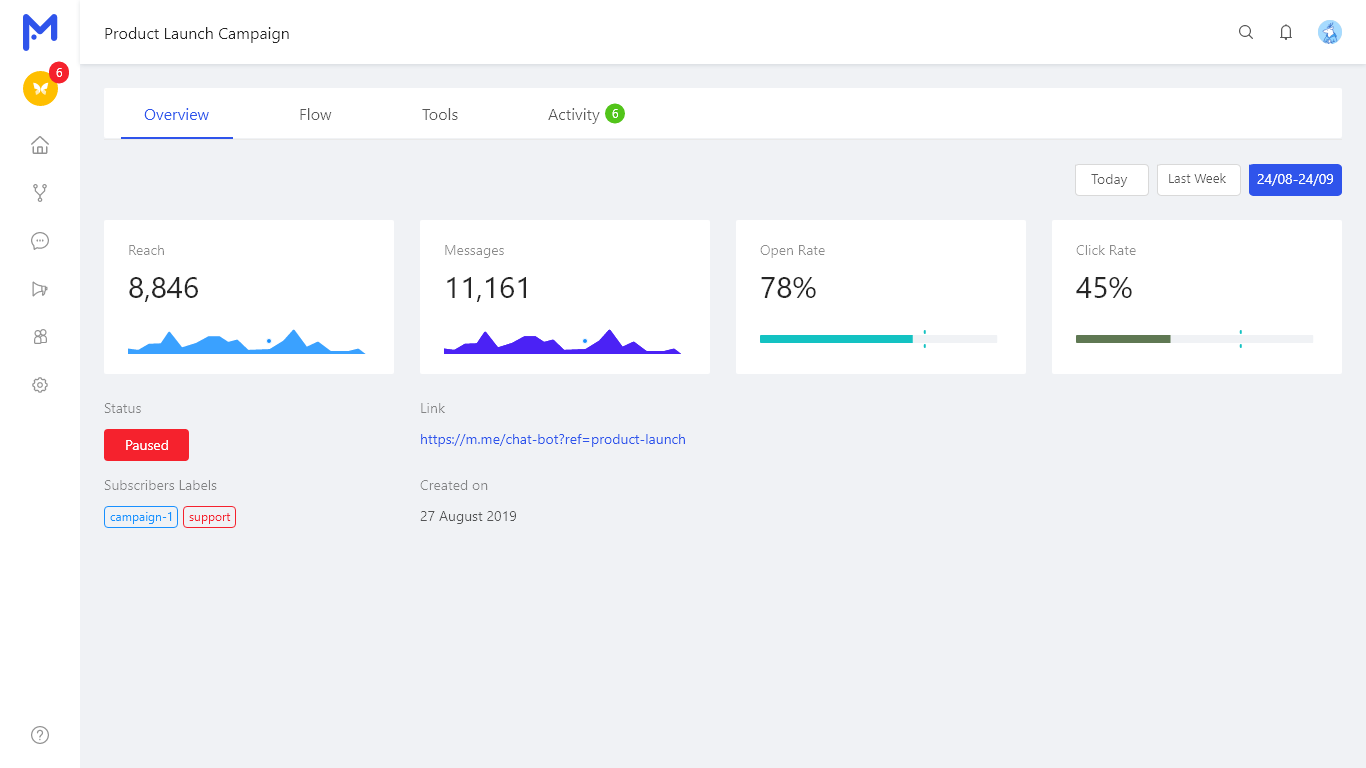 Product Launch Campaign
6
Overview Flow Tools Activity 6
Today Last Week 24/08-24/09
Reach Messages Open Rate Click Rate
8,846 11,161 78% 45%
Status Link
Paused https://m.me/chat-bot?ref=product-launch
Subscribers Labels Created on
campaign-1 support 27 August 2019